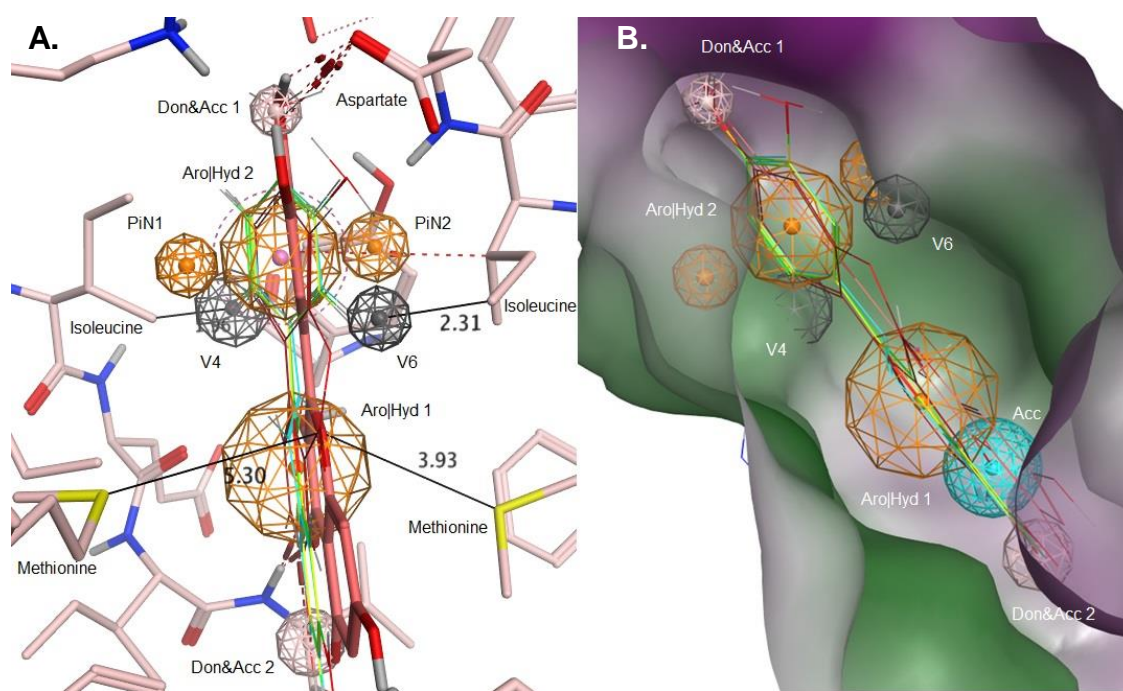 A.
Don&Acc 1
Aspartate
Aro|Hyd 2
PiN1
PiN2
Isoleucine
Isoleucine
2.31
V4
V6
Aro|Hyd 1
5.30
3.93
Methionine
Methionine
Don&Acc 2
B.
Don&Acc 1
Aro|Hyd 2
V6
V4
Acc
Aro|Hyd 1
Don&Acc 2